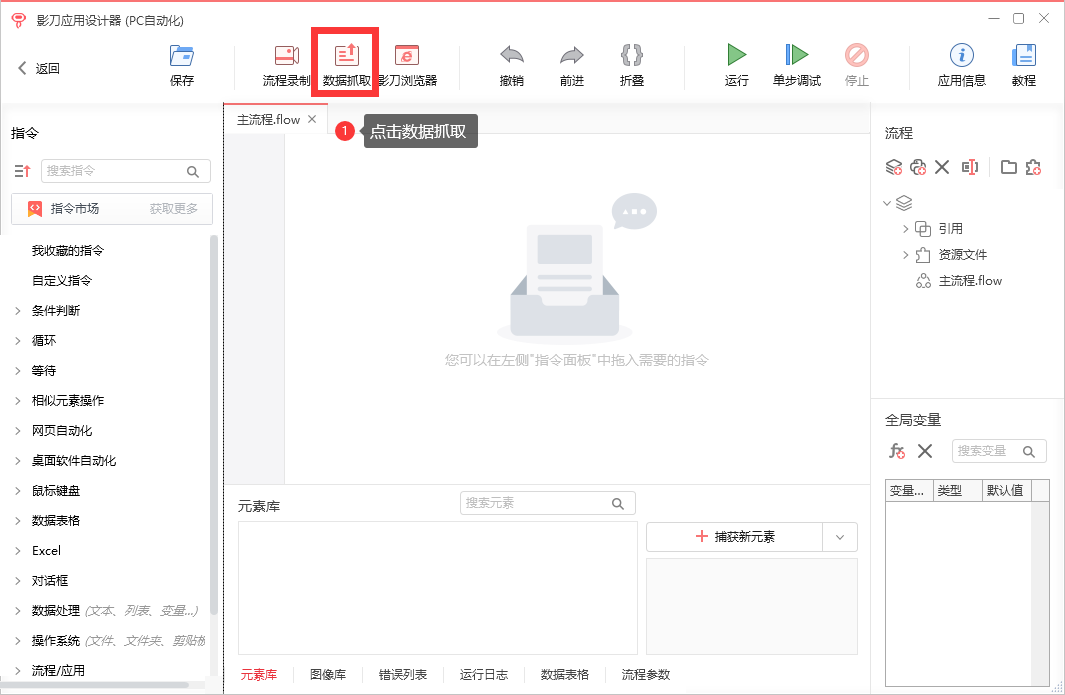 影刀应用设计器 (PC自动化)
返回
保存
流程录制
数据抓取
影刀浏览器
撤销
前进
折叠
运行
单步调试
停止
应用信息
教程
指令
搜索指令
指令市场
获取更多
我收藏的指令
自定义指令
条件判断
循环
等待
相似元素操作
网页自动化
桌面软件自动化
鼠标键盘
数据表格
Excel
对话框
数据处理 (文本、列表、变量...)
操作系统 (文件、文件夹、剪贴板
流程/应用
主流程.flow
1 点击数据抓取
您可以在左侧"指令面板"中拖入需要的指令
元素库
搜索元素
捕获新元素
元素库
图像库
错误列表
运行日志
数据表格
流程参数
流程
引用
资源文件
主流程.flow
全局变量
搜索变量
变量...
类型
默认值